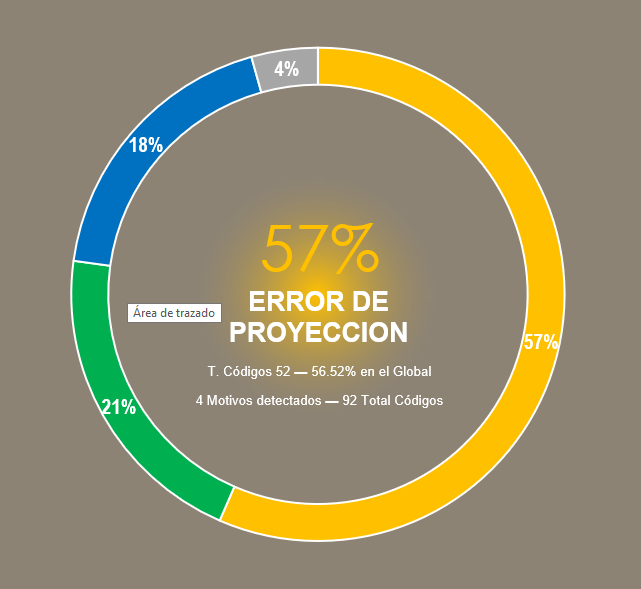 4%
18%
57%
ERROR DE
PROYECCION
Área de trazado
57%
T. Códigos 52 — 56.52% en el Global
4 Motivos detectados — 92 Total Códigos
21%